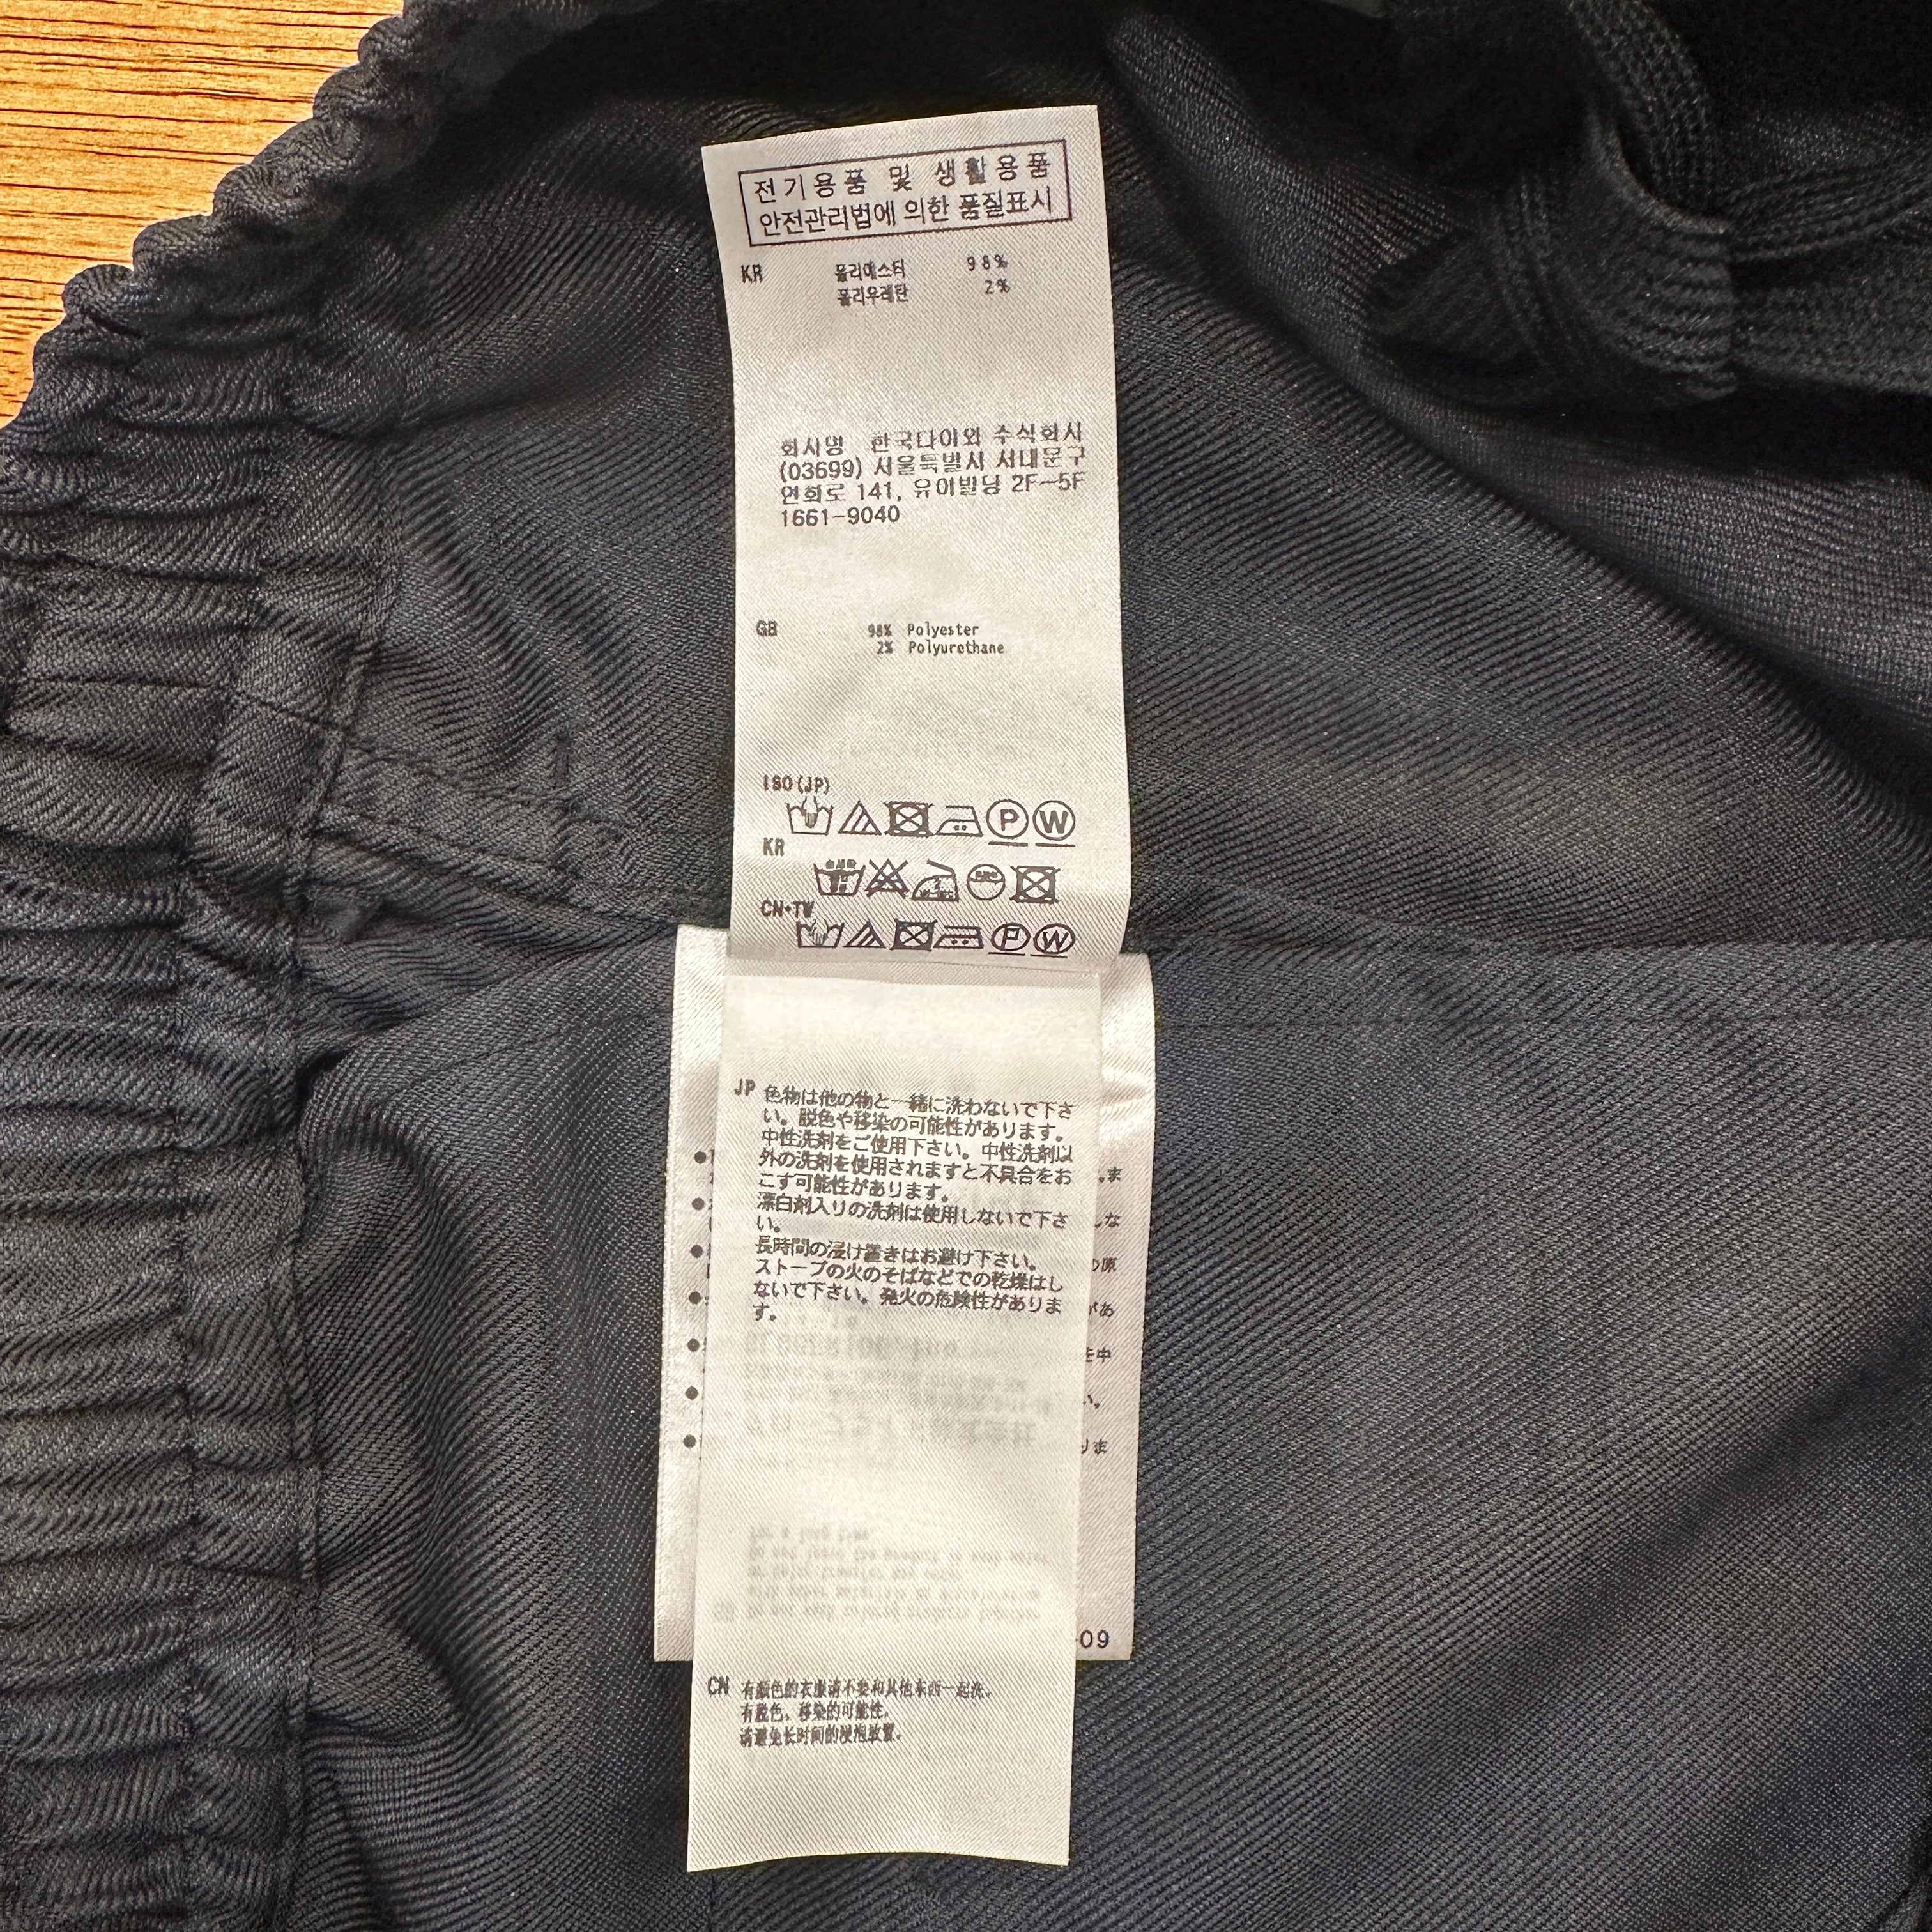 전기용품 및 생활용품
안전관리법에 의한 품질표시
KR 폴리에스터 98%
폴리우레탄 2%
회사명 한국다이와 주식회사
(03699) 서울특별시 서대문구
연희로 141, 유이빌딩 2F-5F
1661-9040
GB 98% Polyester
2% Polyurethane
ISO(JP)
P W
KR
CN·TW
P W
JP 色物は他の物と一緒に洗わないで下さ
い。脱色や移染の可能性があります。
中性洗剤をご使用下さい。中性洗剤以
外の洗剤を使用されますと不具合をお
こす可能性があります。
漂白剤入りの洗剤は使用しないで下さ
い。
長時間の浸け置きはお避け下さい。
ストーブの火のそばなどでの乾燥はし
ないで下さい。発火の危険性がありま
す。
-09
CN 有颜色的衣服请不要和其他东西一起洗。
有脱色、移染的可能性。
请避免长时间的浸泡放置。